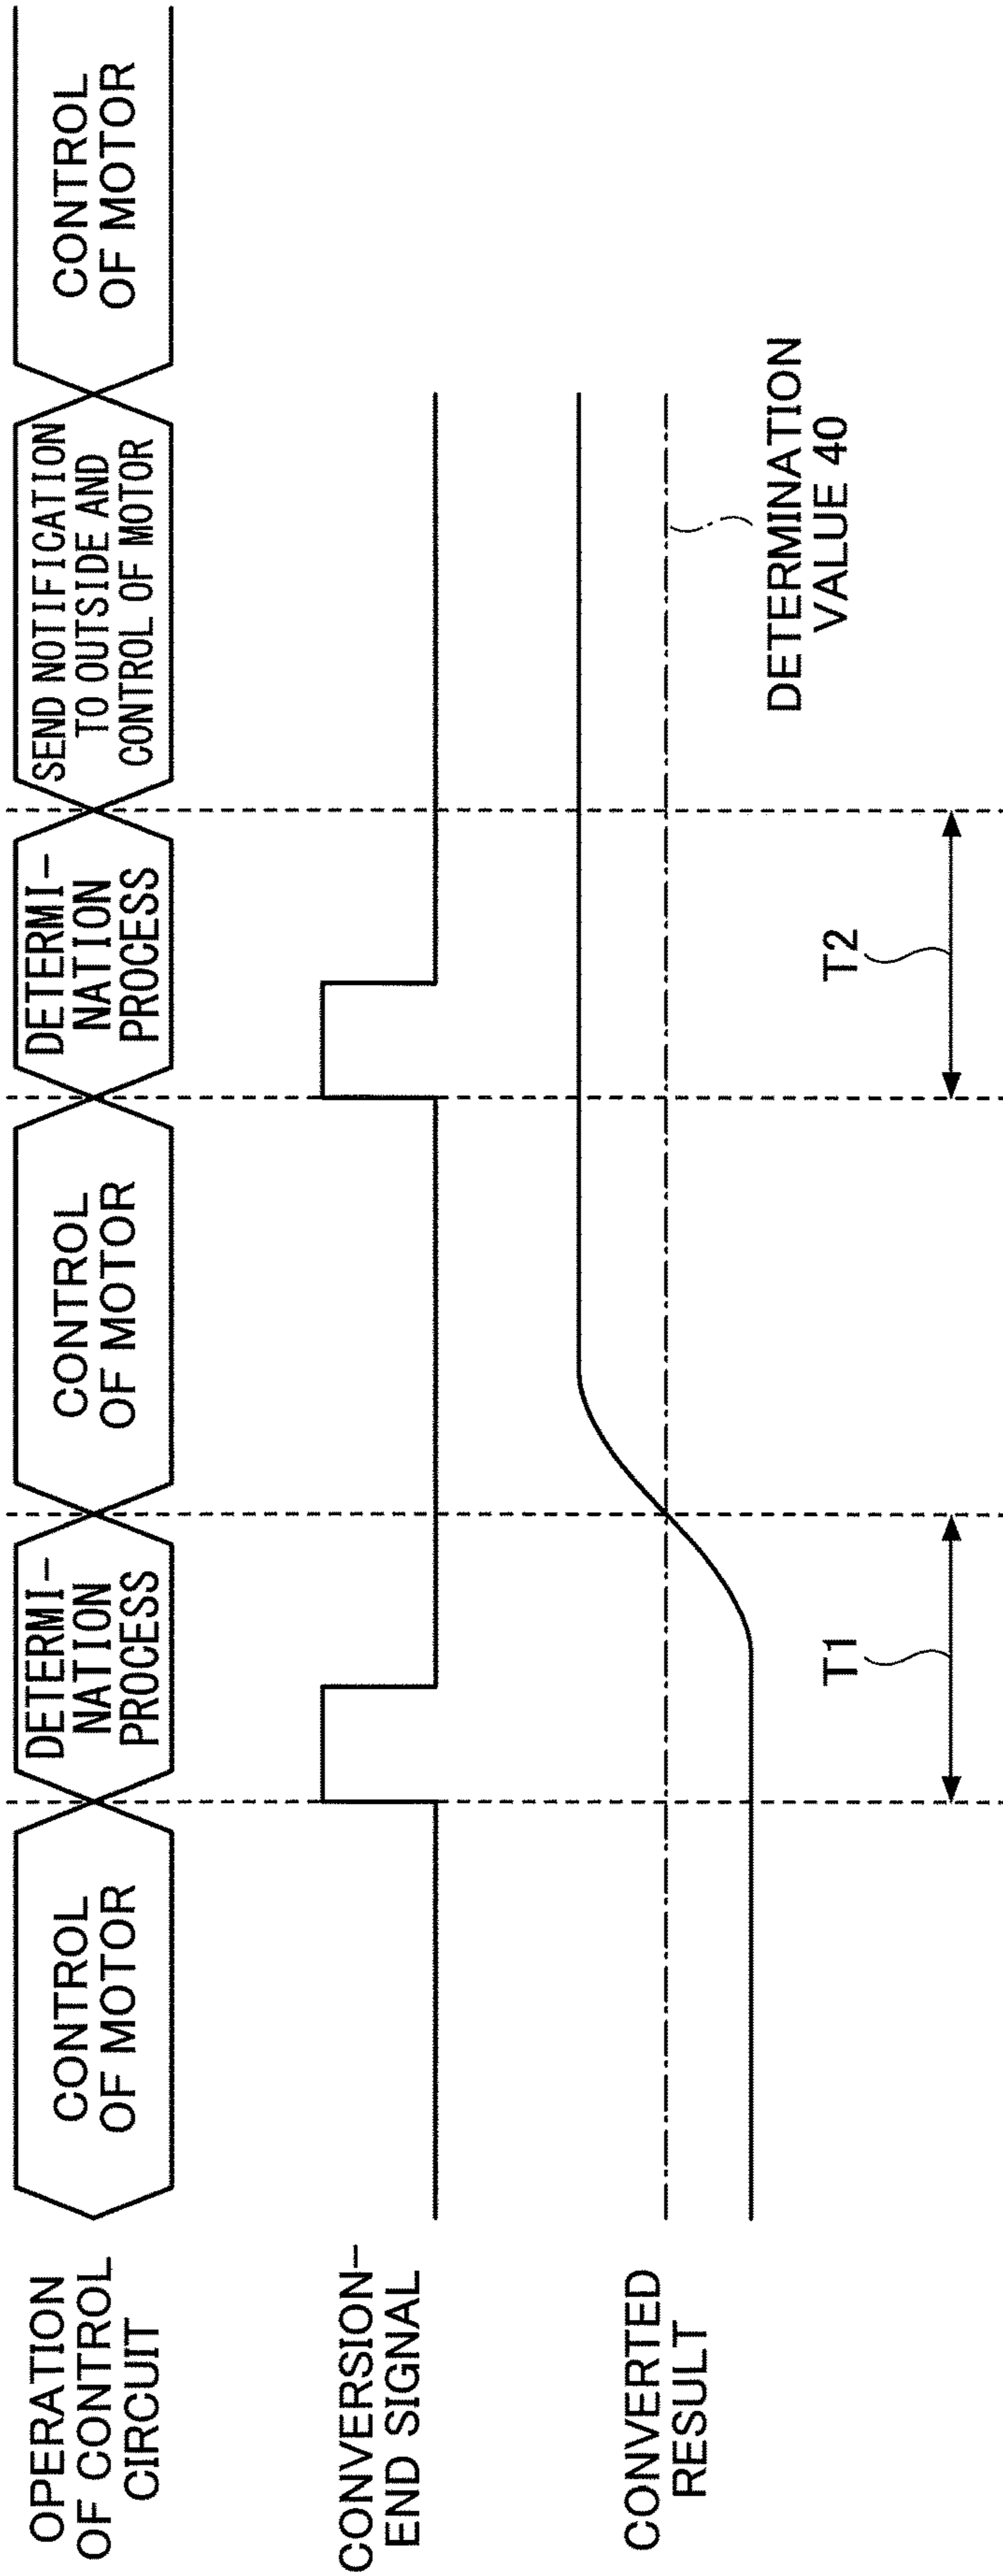 OPERATION
OF CONTROL
CIRCUIT
CONTROL
OF MOTOR
DETERMI-
NATION
PROCESS
CONTROL
OF MOTOR
DETERMI-
NATION
PROCESS
SEND NOTIFICATION
TO OUTSIDE AND
CONTROL OF MOTOR
CONTROL
OF MOTOR
CONVERSION-
END SIGNAL
CONVERTED
RESULT
DETERMINATION
VALUE 40
T1
T2